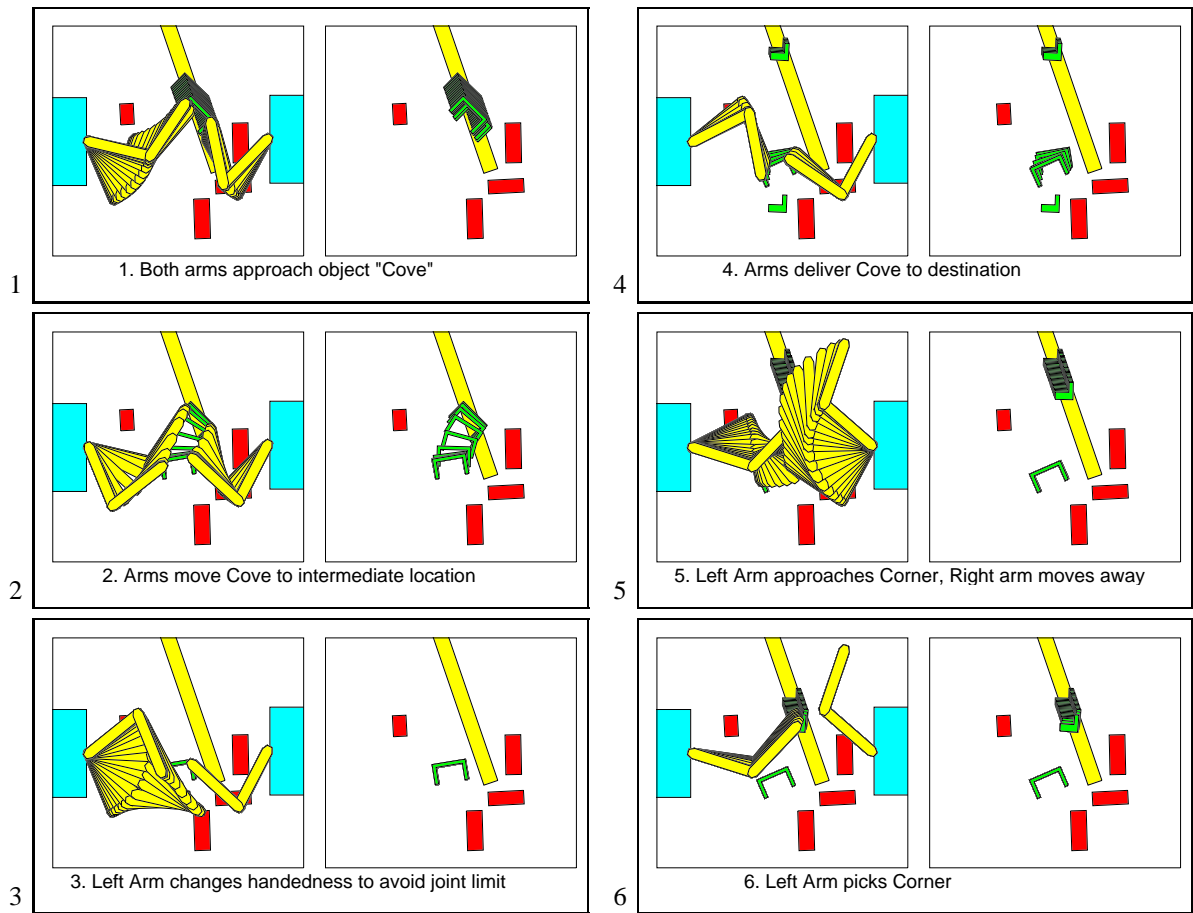 1
1. Both arms approach object "Cove"
2
2. Arms move Cove to intermediate location
3
3. Left Arm changes handedness to avoid joint limit
4
4. Arms deliver Cove to destination
5
5. Left Arm approaches Corner, Right arm moves away
6
6. Left Arm picks Corner